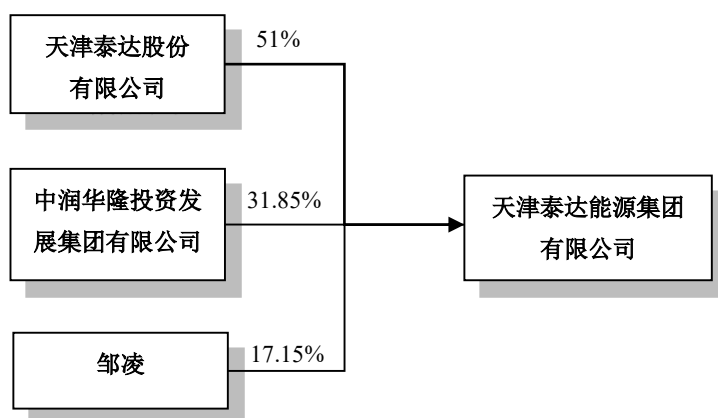 天津泰达股份
有限公司
51%
中润华隆投资发
展集团有限公司
31.85%
天津泰达能源集团
有限公司
邹凌
17.15%